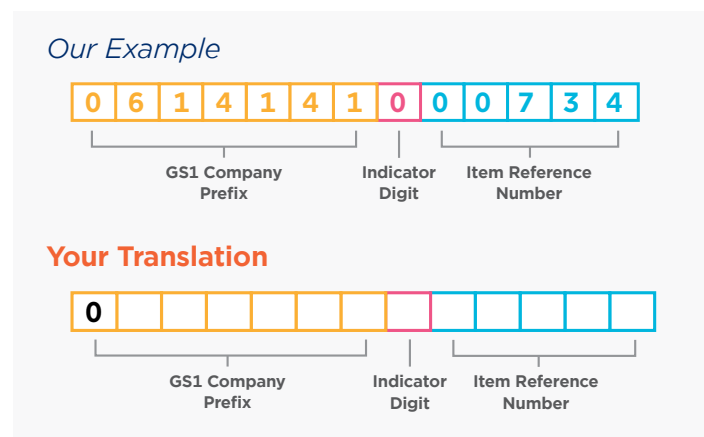 Our Example
0 6 1 4 1 4 1 0 0 0 7 3 4
GS1 Company Prefix
Indicator Digit
Item Reference Number
Your Translation
0
GS1 Company Prefix
Indicator Digit
Item Reference Number